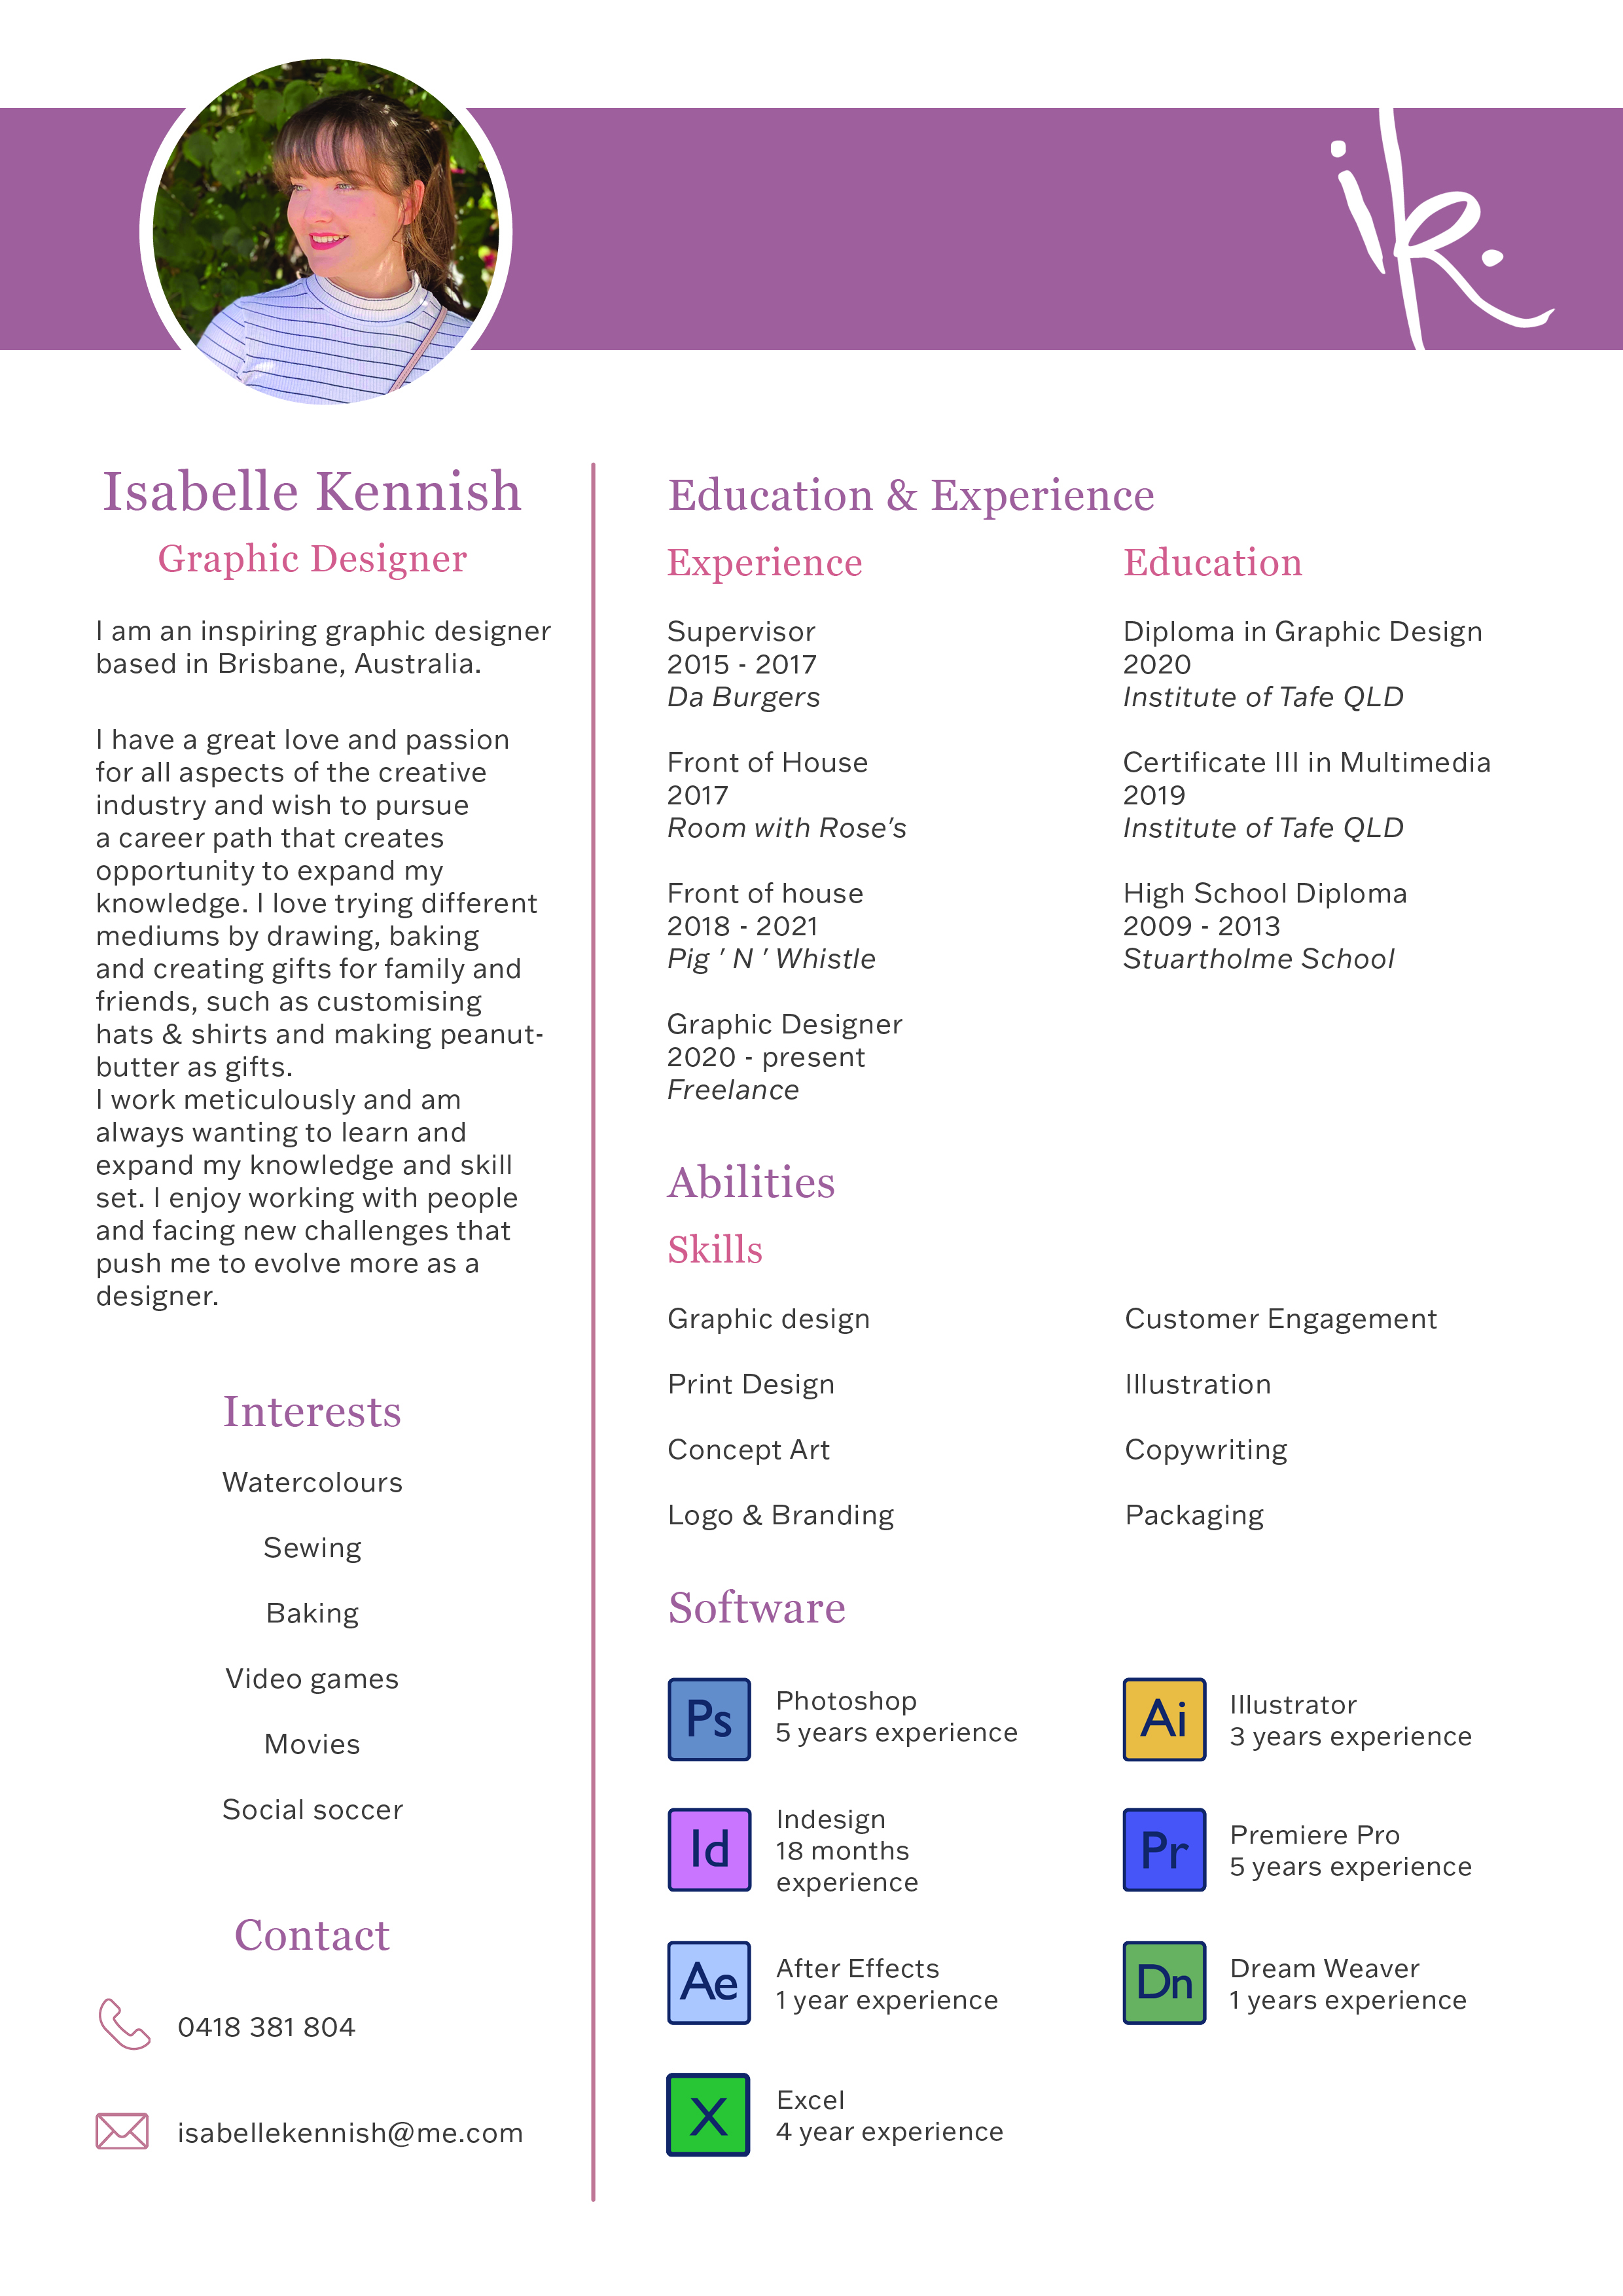 ik.
Isabelle Kennish
Graphic Designer
I am an inspiring graphic designer
based in Brisbane, Australia.
I have a great love and passion
for all aspects of the creative
industry and wish to pursue
a career path that creates
opportunity to expand my
knowledge. I love trying different
mediums by drawing, baking
and creating gifts for family and
friends, such as customising
hats & shirts and making peanut-
butter as gifts.
I work meticulously and am
always wanting to learn and
expand my knowledge and skill
set. I enjoy working with people
and facing new challenges that
push me to evolve more as a
designer.
Interests
Watercolours
Sewing
Baking
Video games
Movies
Social soccer
Contact
0418 381 804
isabellekennish@me.com
Education & Experience
Experience
Supervisor
2015 - 2017
Da Burgers
Front of House
2017
Room with Rose's
Front of house
2018 - 2021
Pig ' N ' Whistle
Graphic Designer
2020 - present
Freelance
Education
Diploma in Graphic Design
2020
Institute of Tafe QLD
Certificate III in Multimedia
2019
Institute of Tafe QLD
High School Diploma
2009 - 2013
Stuartholme School
Abilities
Skills
Graphic design
Print Design
Concept Art
Logo & Branding
Customer Engagement
Illustration
Copywriting
Packaging
Software
Ps
Photoshop
5 years experience
Ai
Illustrator
3 years experience
Id
Indesign
18 months
experience
Pr
Premiere Pro
5 years experience
Ae
After Effects
1 year experience
Dn
Dream Weaver
1 years experience
X
Excel
4 year experience